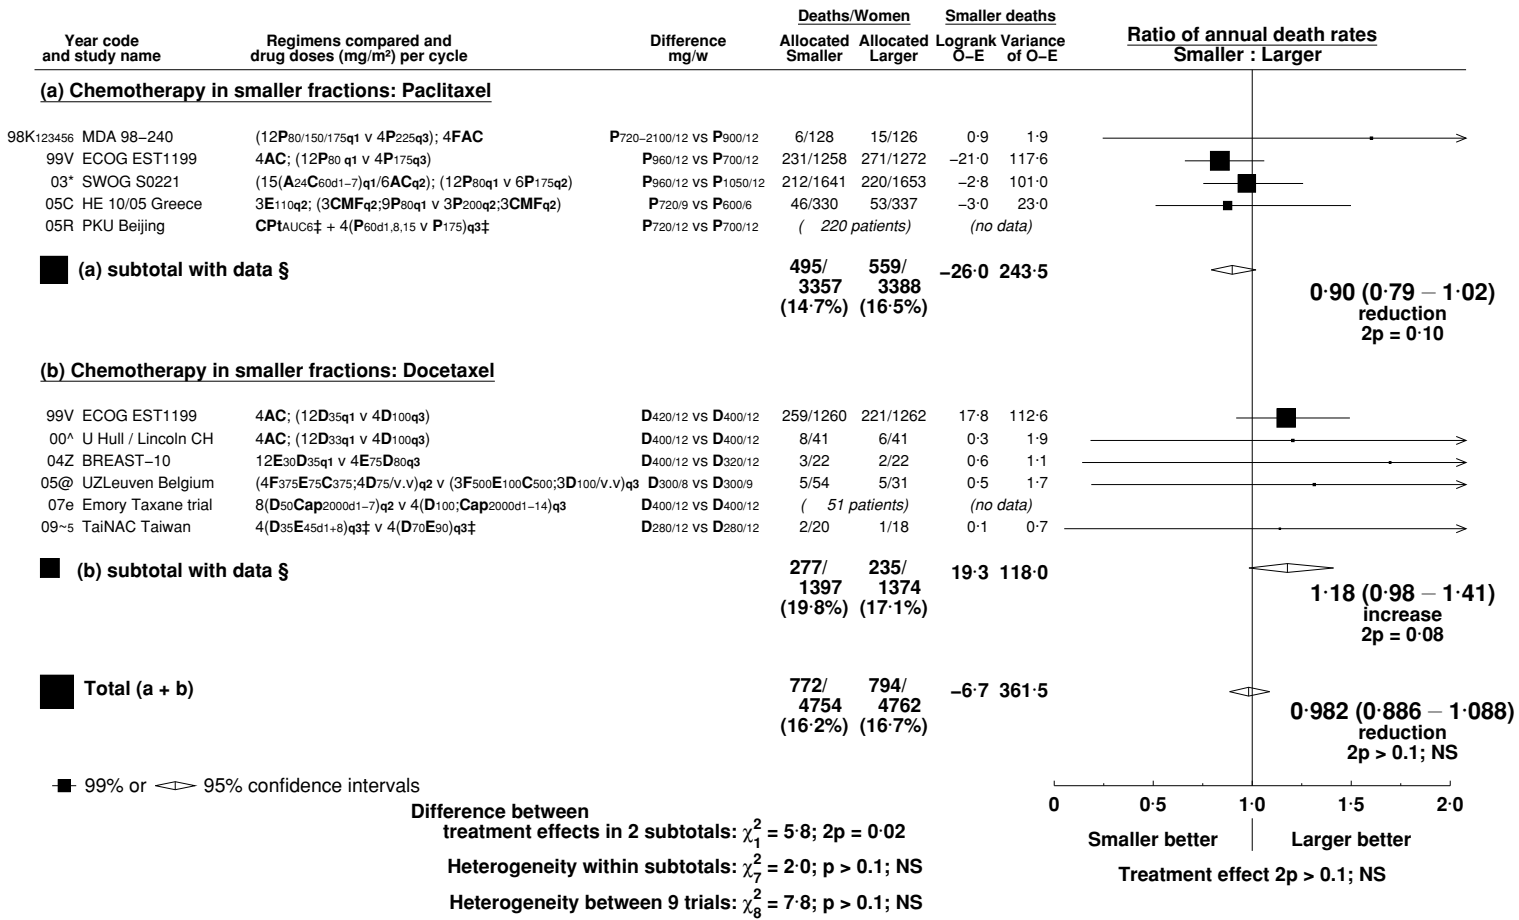 Deaths/Women Smaller deaths
Year code Regimens compared and Difference Allocated Allocated Logrank Variance Ratio of annual death rates
and study name drug doses (mg/m²) per cycle mg/w Smaller Larger O–E of O–E Smaller : Larger
(a) Chemotherapy in smaller fractions: Paclitaxel
98K123456 MDA 98–240 (12P80/150/175q1 v 4P225q3); 4FAC P720–2100/12 VS P900/12 6/128 15/126 0·9 1·9
99V ECOG EST1199 4AC; (12P80 q1 v 4P175q3) P960/12 VS P700/12 231/1258 271/1272 –21·0 117·6
03* SWOG S0221 (15(A24C60d1–7)q1/6ACq2); (12P80q1 v 6P175q2) P960/12 VS P1050/12 212/1641 220/1653 –2·8 101·0
05C HE 10/05 Greece 3E110q2; (3CMFq2;9P80q1 v 3P200q2;3CMFq2) P720/9 VS P600/6 46/330 53/337 –3·0 23·0
05R PKU Beijing CPtAUC6‡ + 4(P60d1,8,15 v P175)q3‡ P720/12 VS P700/12 ( 220 patients) (no data)
(a) subtotal with data § 495/ 559/ –26·0 243·5
3357 3388
(14·7%) (16·5%)
0·90 (0·79 – 1·02)
reduction
2p = 0·10
(b) Chemotherapy in smaller fractions: Docetaxel
99V ECOG EST1199 4AC; (12D35q1 v 4D100q3) D420/12 VS D400/12 259/1260 221/1262 17·8 112·6
00^ U Hull / Lincoln CH 4AC; (12D33q1 v 4D100q3) D400/12 VS D400/12 8/41 6/41 0·3 1·9
04Z BREAST–10 12E30D35q1 v 4E75D80q3 D400/12 VS D320/12 3/22 2/22 0·6 1·1
05@ UZLeuven Belgium (4F375E75C375;4D75/v.v)q2 v (3F500E100C500;3D100/v.v)q3 D300/8 VS D300/9 5/54 5/31 0·5 1·7
07e Emory Taxane trial 8(D50Cap2000d1–7)q2 v 4(D100;Cap2000d1–14)q3 D400/12 VS D400/12 ( 51 patients) (no data)
09~5 TaiNAC Taiwan 4(D35E45d1+8)q3‡ v 4(D70E90)q3‡ D280/12 VS D280/12 2/20 1/18 0·1 0·7
(b) subtotal with data § 277/ 235/ 19·3 118·0
1397 1374
(19·8%) (17·1%)
1·18 (0·98 – 1·41)
increase
2p = 0·08
Total (a + b) 772/ 794/ –6·7 361·5
4754 4762
(16·2%) (16·7%)
0·982 (0·886 – 1·088)
reduction
2p > 0.1; NS
99% or 95% confidence intervals
0 0·5 1·0 1·5 2·0
Difference between
treatment effects in 2 subtotals: χ²₁ = 5·8; 2p = 0·02
Smaller better Larger better
Heterogeneity within subtotals: χ²₇ = 2·0; p > 0.1; NS
Treatment effect 2p > 0.1; NS
Heterogeneity between 9 trials: χ²₈ = 7·8; p > 0.1; NS